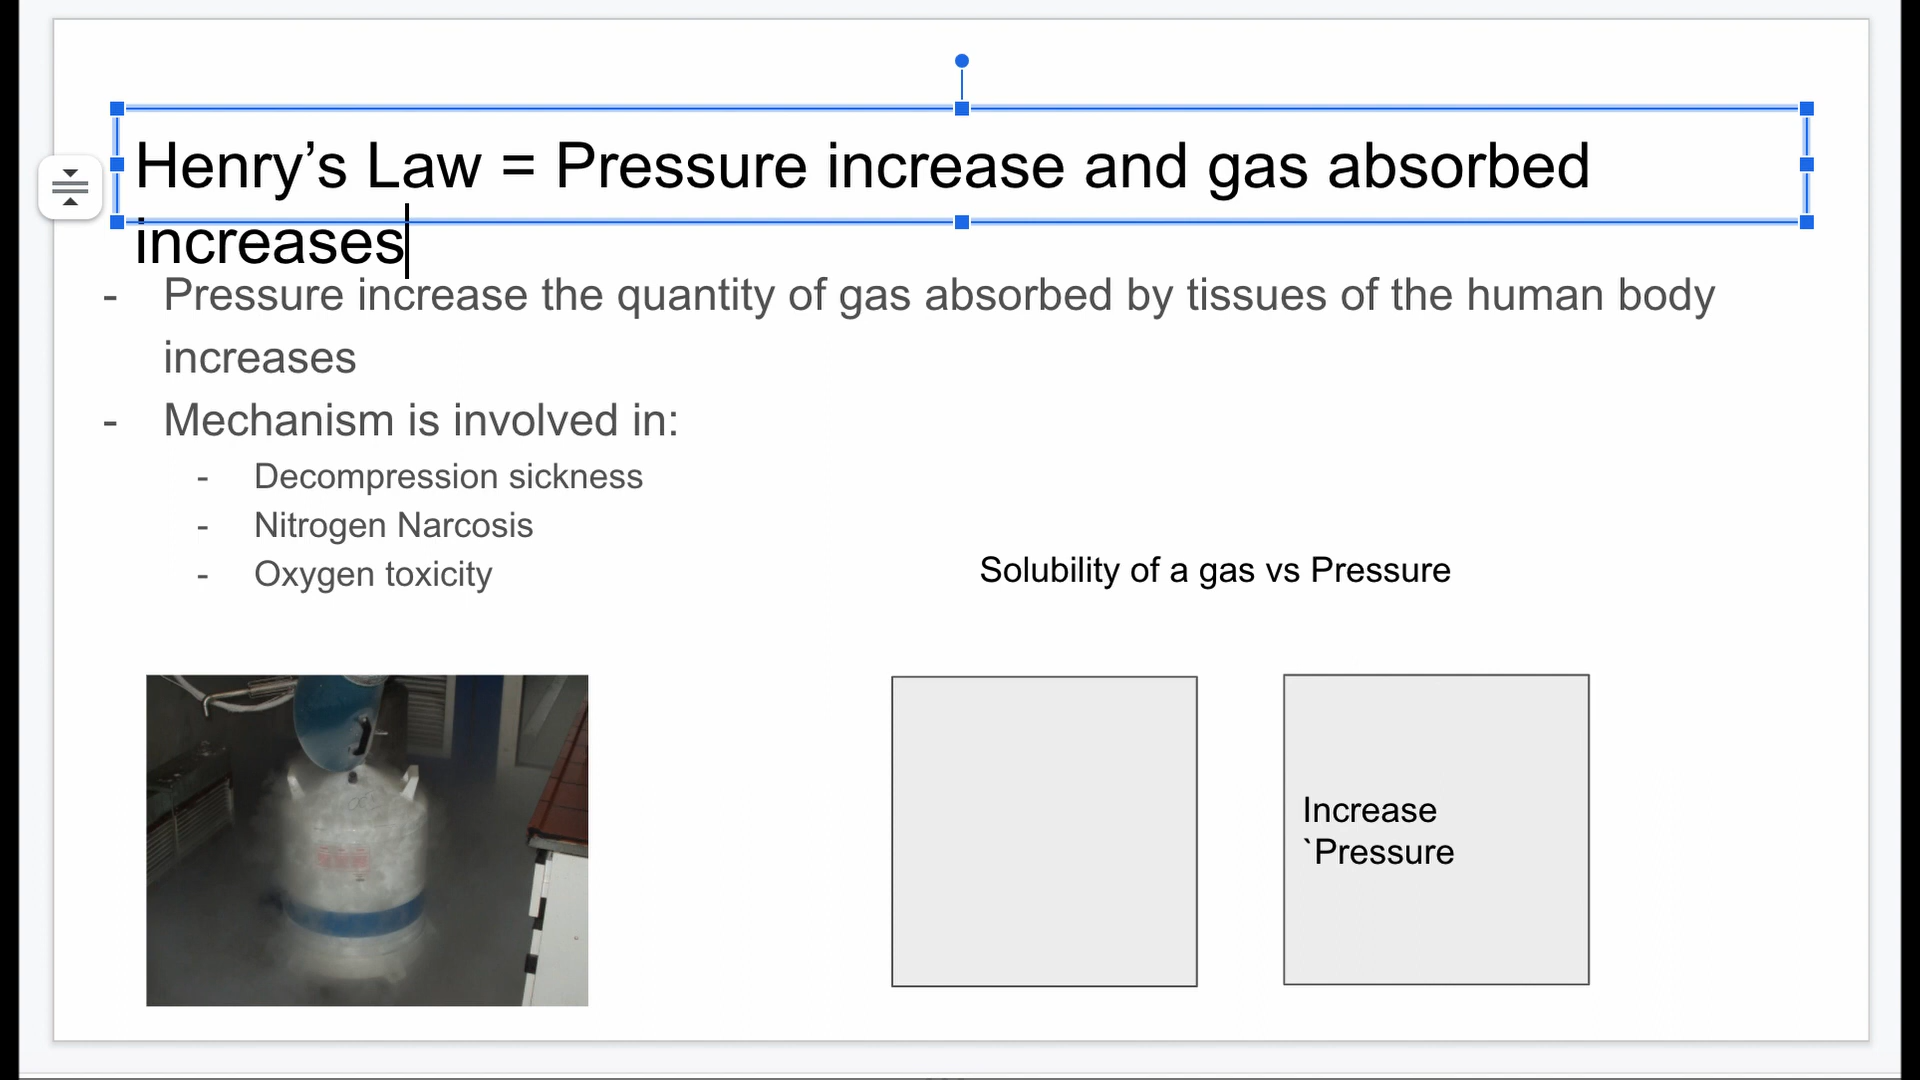 Henry’s Law = Pressure increase and gas absorbed
increases
- Pressure increase the quantity of gas absorbed by tissues of the human body
increases
- Mechanism is involved in:
- Decompression sickness
- Nitrogen Narcosis
- Oxygen toxicity
Solubility of a gas vs Pressure
Increase
`Pressure